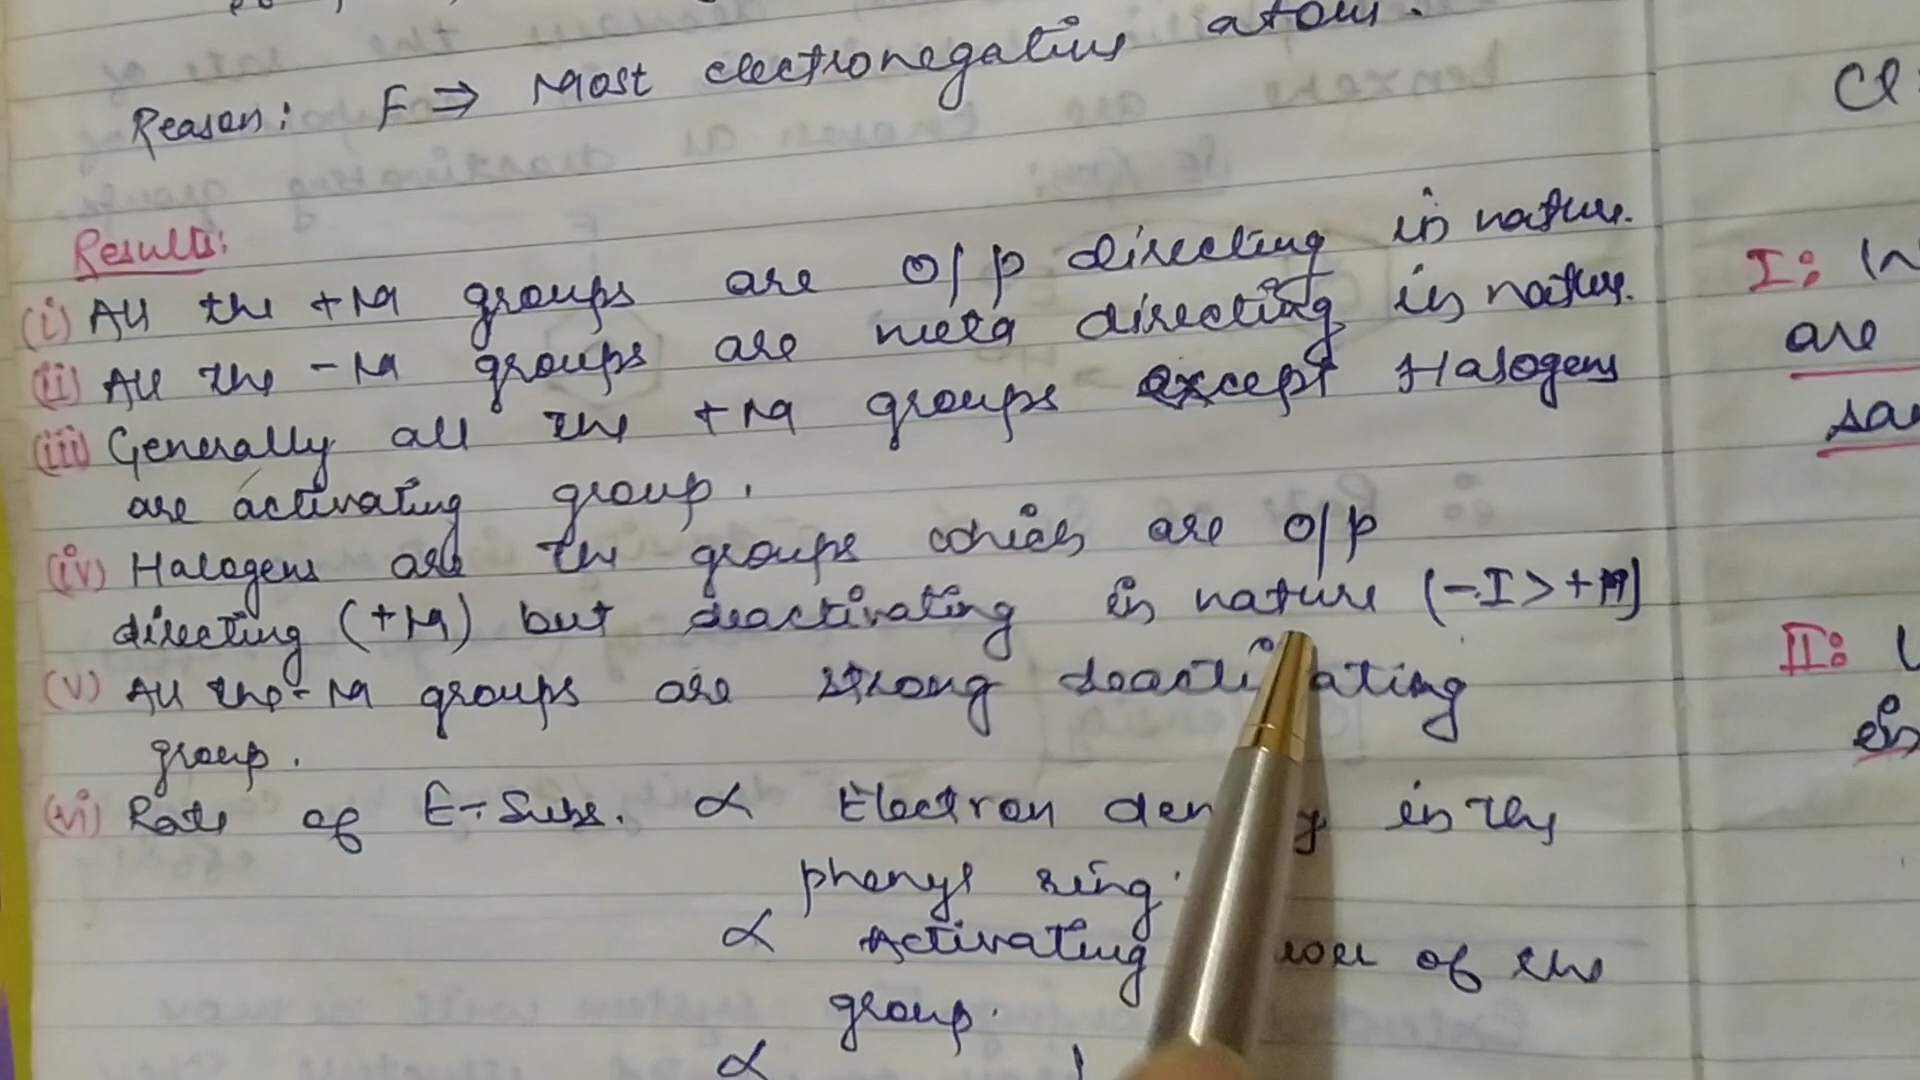 Reason: F ⇒ Most electronegative atom.
Results:
(i) All the +M groups are o/p directing in nature.
(ii) All the -M groups are meta directing in nature.
(iii) Generally all the +M groups except Halogens
are activating group.
(iv) Halogens are the groups which are o/p
directing (+M) but deactivating in nature (-I > +M)
(v) All the -M groups are strong deacti ating
group.
(vi) Rate of E-Subs. ∝ Electron den y in the
phenyl ring.
∝ Activating of the
group.
∝
Cl
I: In
are
II:
in